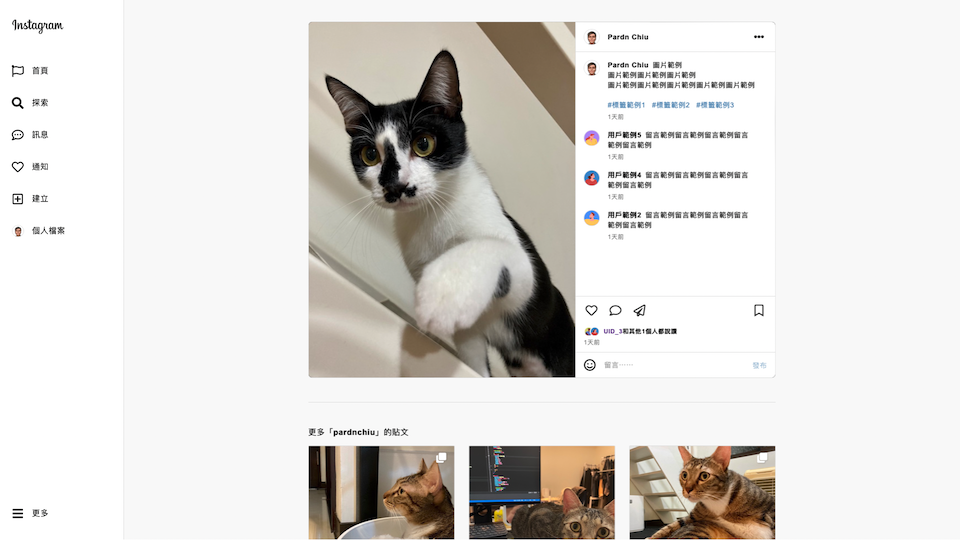 Instagram
首頁
探索
訊息
通知
建立
個人檔案
更多
Pardn Chiu
Pardn Chiu 圖片範例
圖片範例圖片範例圖片範例
圖片範例圖片範例圖片範例圖片範例圖片範例
#標籤範例1 #標籤範例2 #標籤範例3
1天前
用戶範例5 留言範例留言範例留言範例留言
範例留言範例
1天前
用戶範例4 留言範例留言範例留言範例留言
範例留言範例
1天前
用戶範例2 留言範例留言範例留言範例留言
範例留言範例
1天前
UID_3和其他1個人都說讚
1天前
留言……
發布
更多「pardnchiu」的貼文